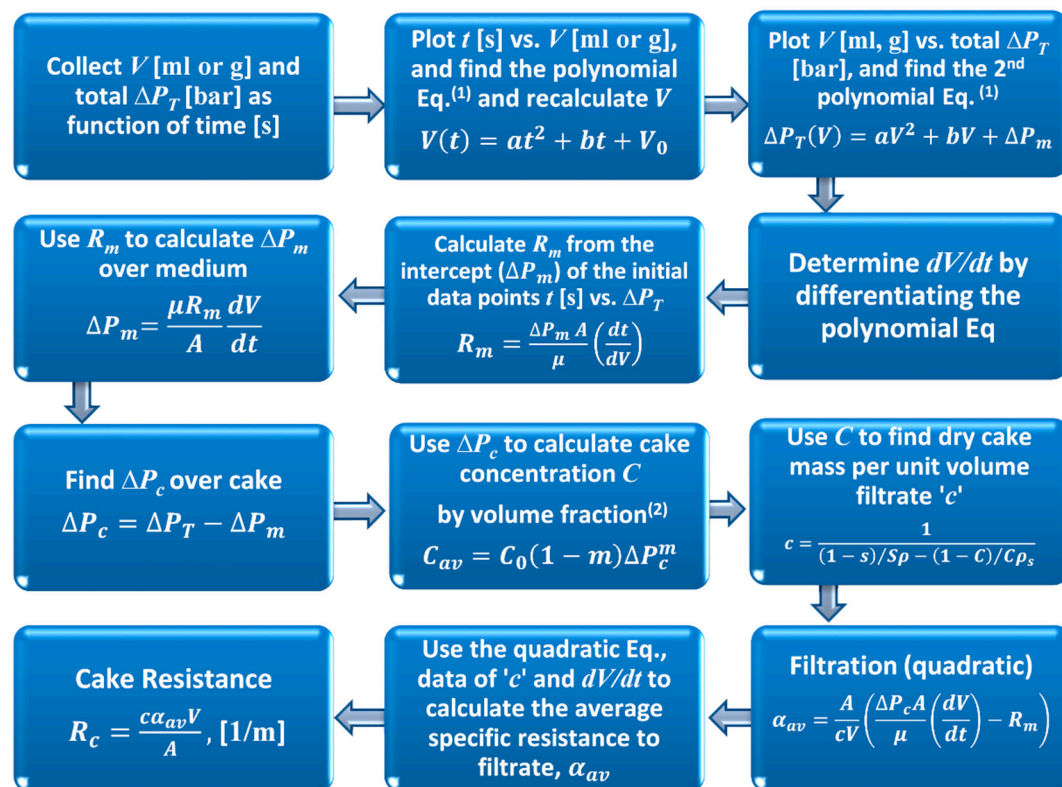 Collect V [ml or g] and
total ΔP_T [bar] as
function of time [s]
Plot t [s] vs. V [ml or g],
and find the polynomial
Eq.⁽¹⁾ and recalculate V
V(t) = at² + bt + V₀
Plot V [ml, g] vs. total ΔP_T
[bar], and find the 2ⁿᵈ
polynomial Eq. ⁽¹⁾
ΔP_T(V) = aV² + bV + ΔP_m
Determine dV/dt by
differentiating the
polynomial Eq
Calculate R_m from the
intercept (ΔP_m) of the initial
data points t [s] vs. ΔP_T
R_m = (ΔP_m A)/μ (dt/dV)
Use R_m to calculate ΔP_m
over medium
ΔP_m = (μR_m)/A dV/dt
Find ΔP_c over cake
ΔP_c = ΔP_T − ΔP_m
Use ΔP_c to calculate cake
concentration C
by volume fraction⁽²⁾
C_av = C₀(1 − m)ΔP_c^m
Use C to find dry cake
mass per unit volume
filtrate 'c'
c = 1/((1 − s)/Sρ − (1 − C)/Cρ_s)
Filtration (quadratic)
α_av = A/cV ((ΔP_c A)/μ (dV/dt) − R_m)
Use the quadratic Eq.,
data of 'c' and dV/dt to
calculate the average
specific resistance to
filtrate, α_av
Cake Resistance
R_c = (cα_av V)/A, [1/m]